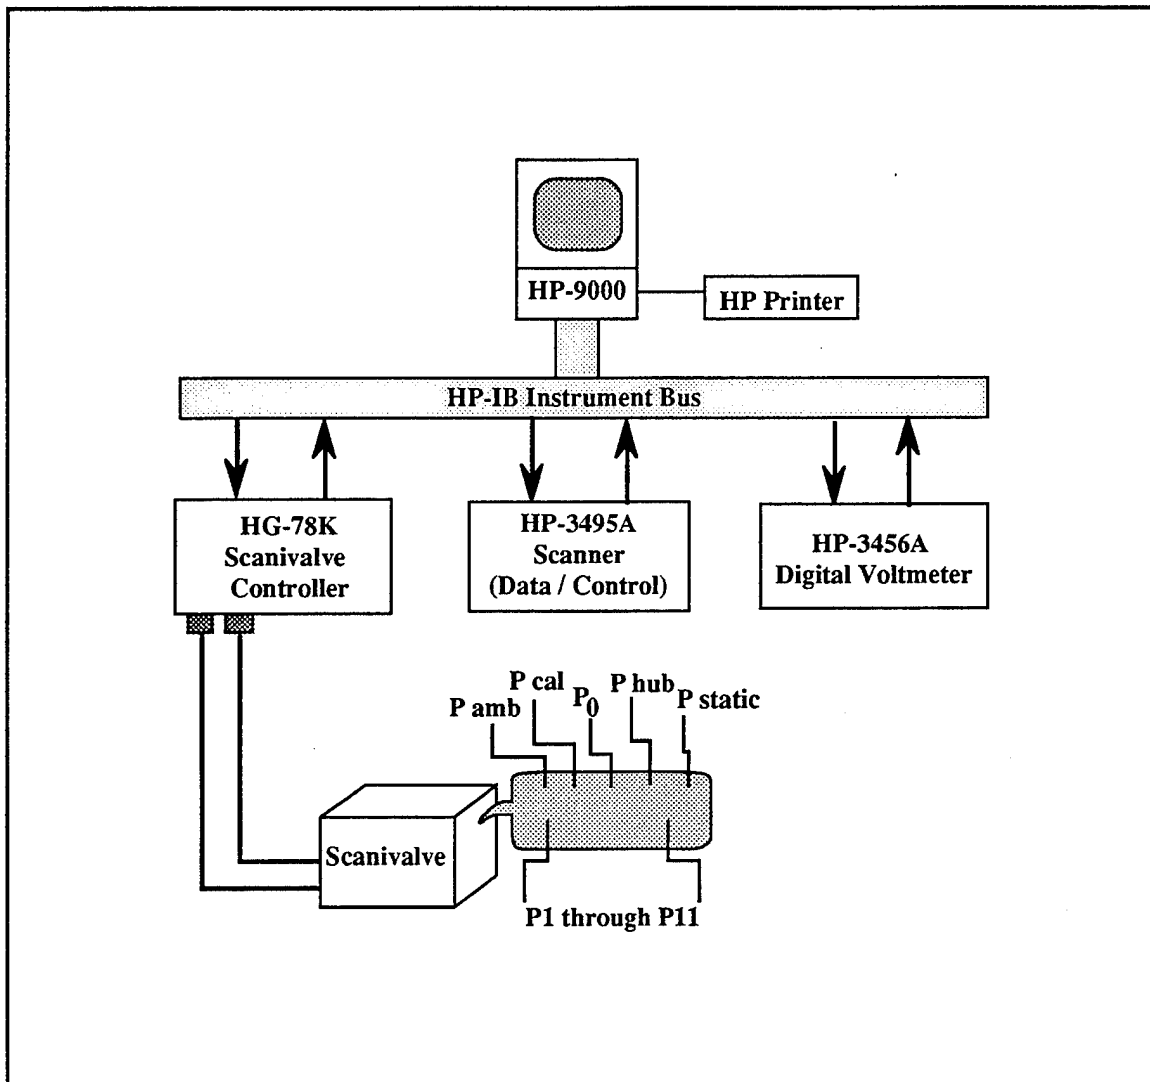 HP-9000
HP Printer
HP-IB Instrument Bus
HG-78K
Scanivalve
Controller
HP-3495A
Scanner
(Data / Control)
HP-3456A
Digital Voltmeter
P amb
P cal
P0
P hub
P static
Scanivalve
P1 through P11